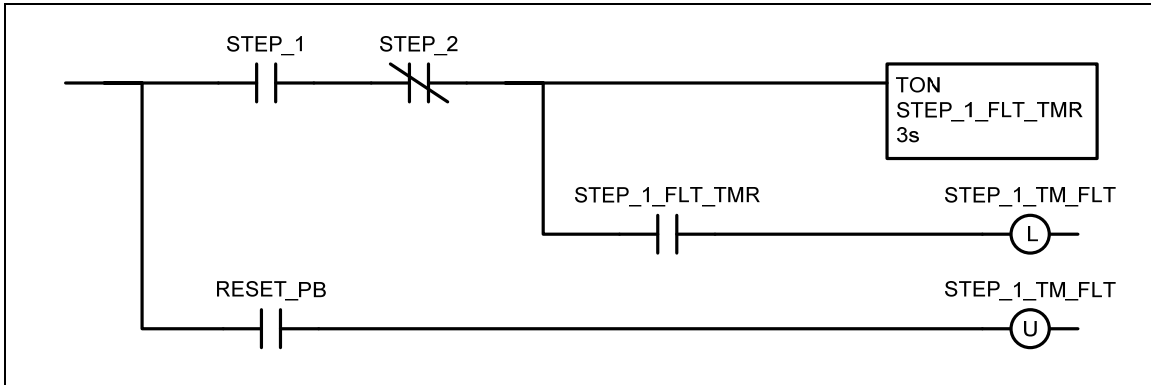 STEP_1 STEP_2
TON
STEP_1_FLT_TMR
3s
STEP_1_FLT_TMR STEP_1_TM_FLT
L
RESET_PB STEP_1_TM_FLT
U